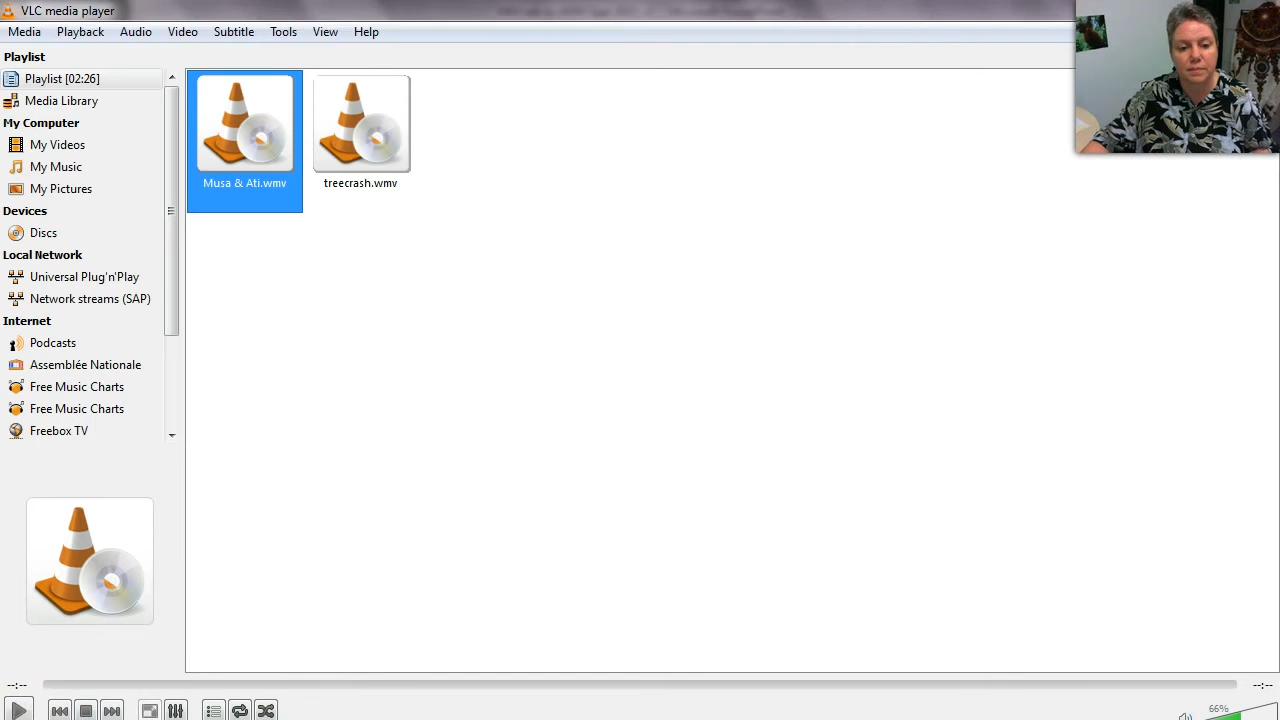 VLC media player
Media Playback Audio Video Subtitle Tools View Help
Playlist
Playlist [02:26]
Media Library
My Computer
My Videos
My Music
My Pictures
Devices
Discs
Local Network
Universal Plug'n'Play
Network streams (SAP)
Internet
Podcasts
Assemblée Nationale
Free Music Charts
Free Music Charts
Freebox TV
Musa & Ati.wmv
treecrash.wmv
--:--
--:--
66%